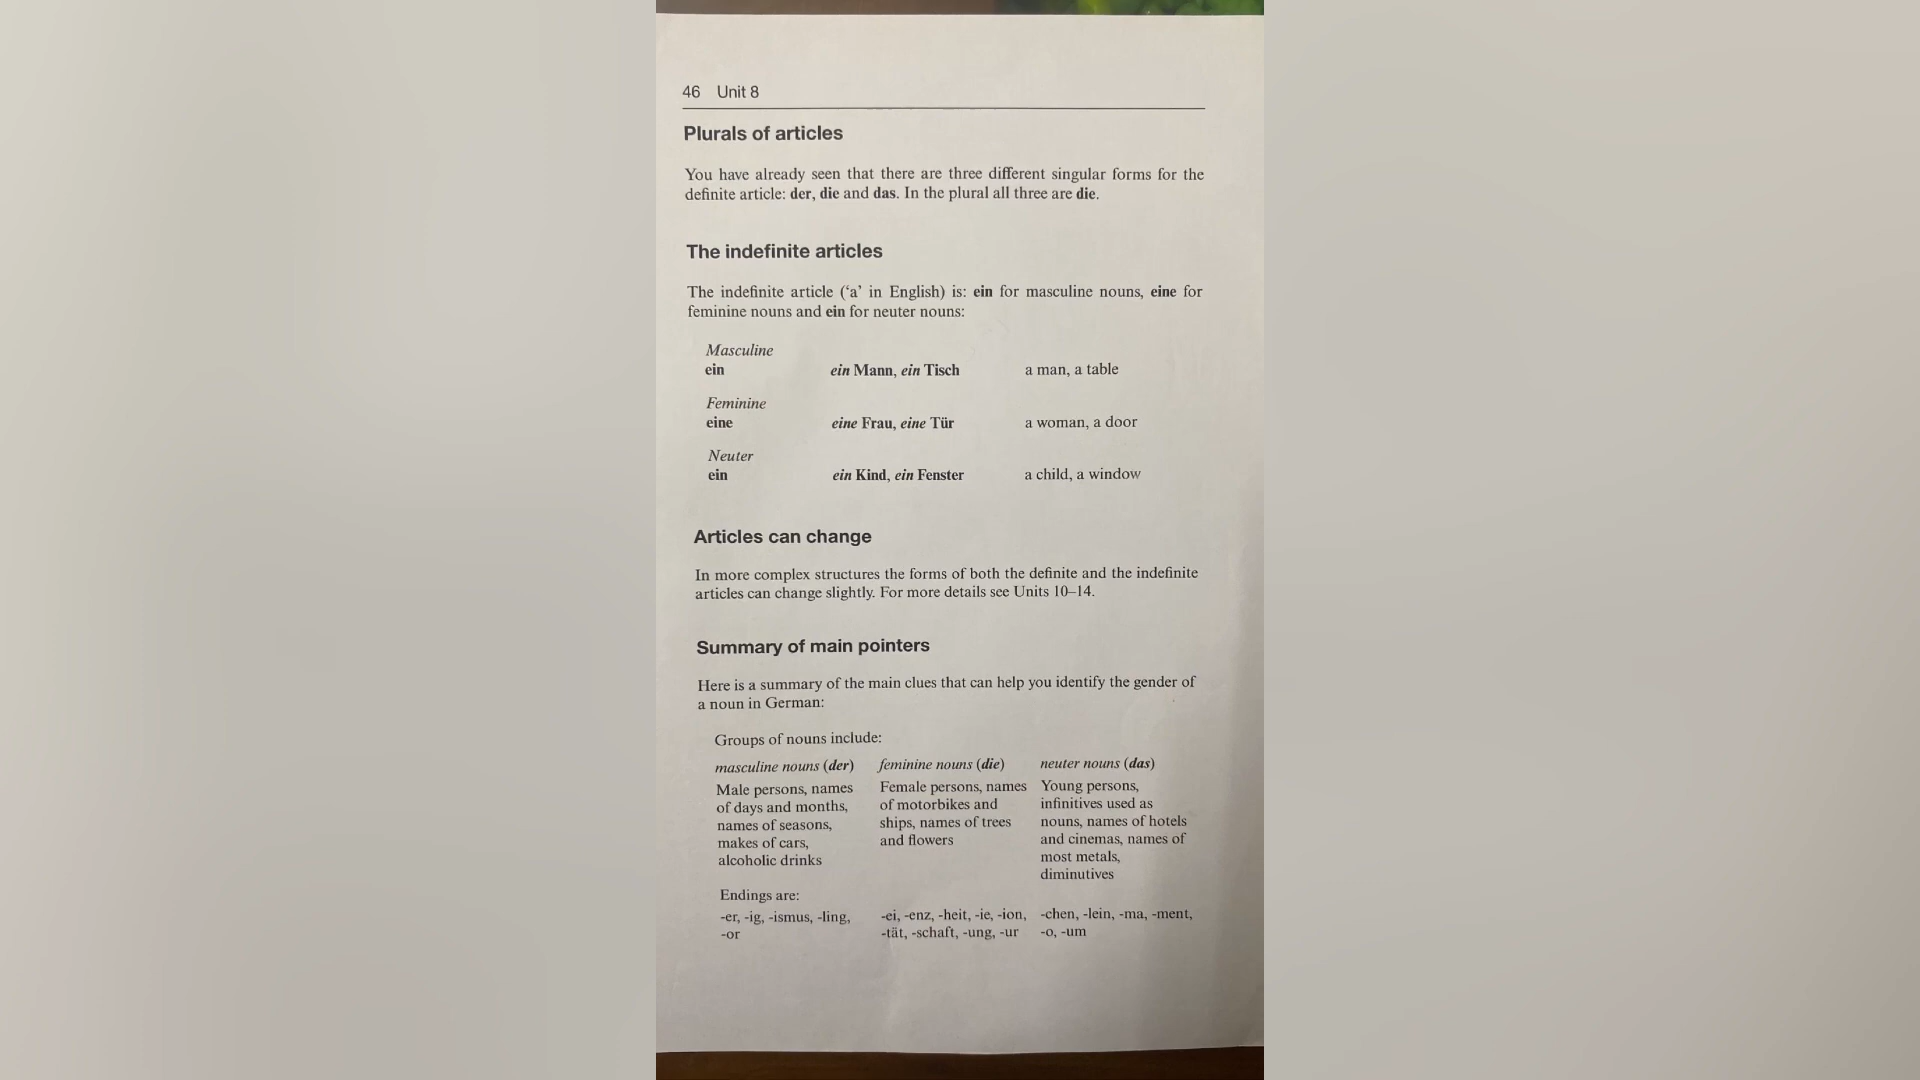 46 Unit 8
Plurals of articles
You have already seen that there are three different singular forms for the
definite article: der, die and das. In the plural all three are die.
The indefinite articles
The indefinite article (‘a’ in English) is: ein for masculine nouns, eine for
feminine nouns and ein for neuter nouns:
Masculine
ein ein Mann, ein Tisch a man, a table
Feminine
eine eine Frau, eine Tür a woman, a door
Neuter
ein ein Kind, ein Fenster a child, a window
Articles can change
In more complex structures the forms of both the definite and the indefinite
articles can change slightly. For more details see Units 10–14.
Summary of main pointers
Here is a summary of the main clues that can help you identify the gender of
a noun in German:
Groups of nouns include:
masculine nouns (der) feminine nouns (die) neuter nouns (das)
Male persons, names Female persons, names Young persons,
of days and months, of motorbikes and infinitives used as
names of seasons, ships, names of trees nouns, names of hotels
makes of cars, and flowers and cinemas, names of
alcoholic drinks most metals,
diminutives
Endings are:
-er, -ig, -ismus, -ling, -ei, -enz, -heit, -ie, -ion, -chen, -lein, -ma, -ment,
-or -tät, -schaft, -ung, -ur -o, -um